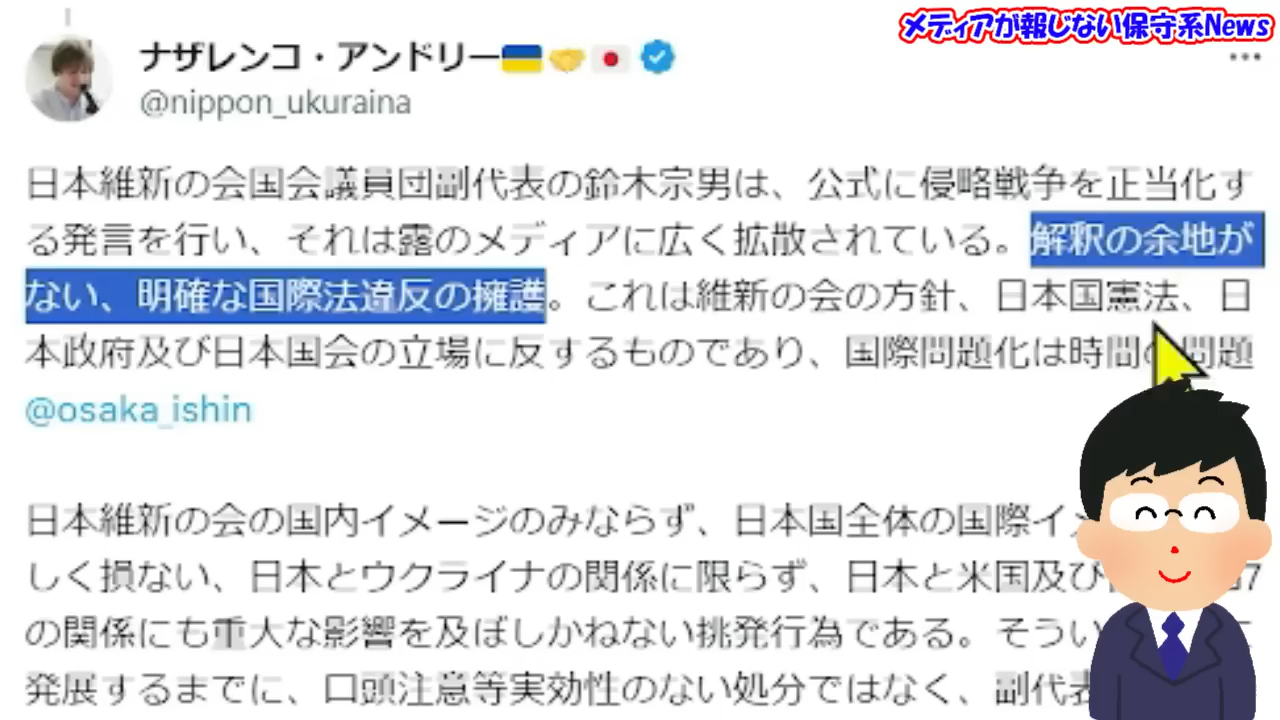 メディアが報じない保守系News
ナザレンコ・アンドリー🇺🇦🤝🇯🇵
@nippon_ukuraina
日本維新の会国会議員団副代表の鈴木宗男は、公式に侵略戦争を正当化す
る発言を行い、それは露のメディアに広く拡散されている。解釈の余地が
ない、明確な国際法違反の擁護。これは維新の会の方針、日本国憲法、日
本政府及び日本国会の立場に反するものであり、国際問題化は時間の問題
@osaka_ishin
日本維新の会の国内イメージのみならず、日本国全体の国際イメ
しく損ない、日本とウクライナの関係に限らず、日本と米国及び 7
の関係にも重大な影響を及ぼしかねない挑発行為である。そうい
発展するまでに、口頭注意等実効性のない処分ではなく、副代表